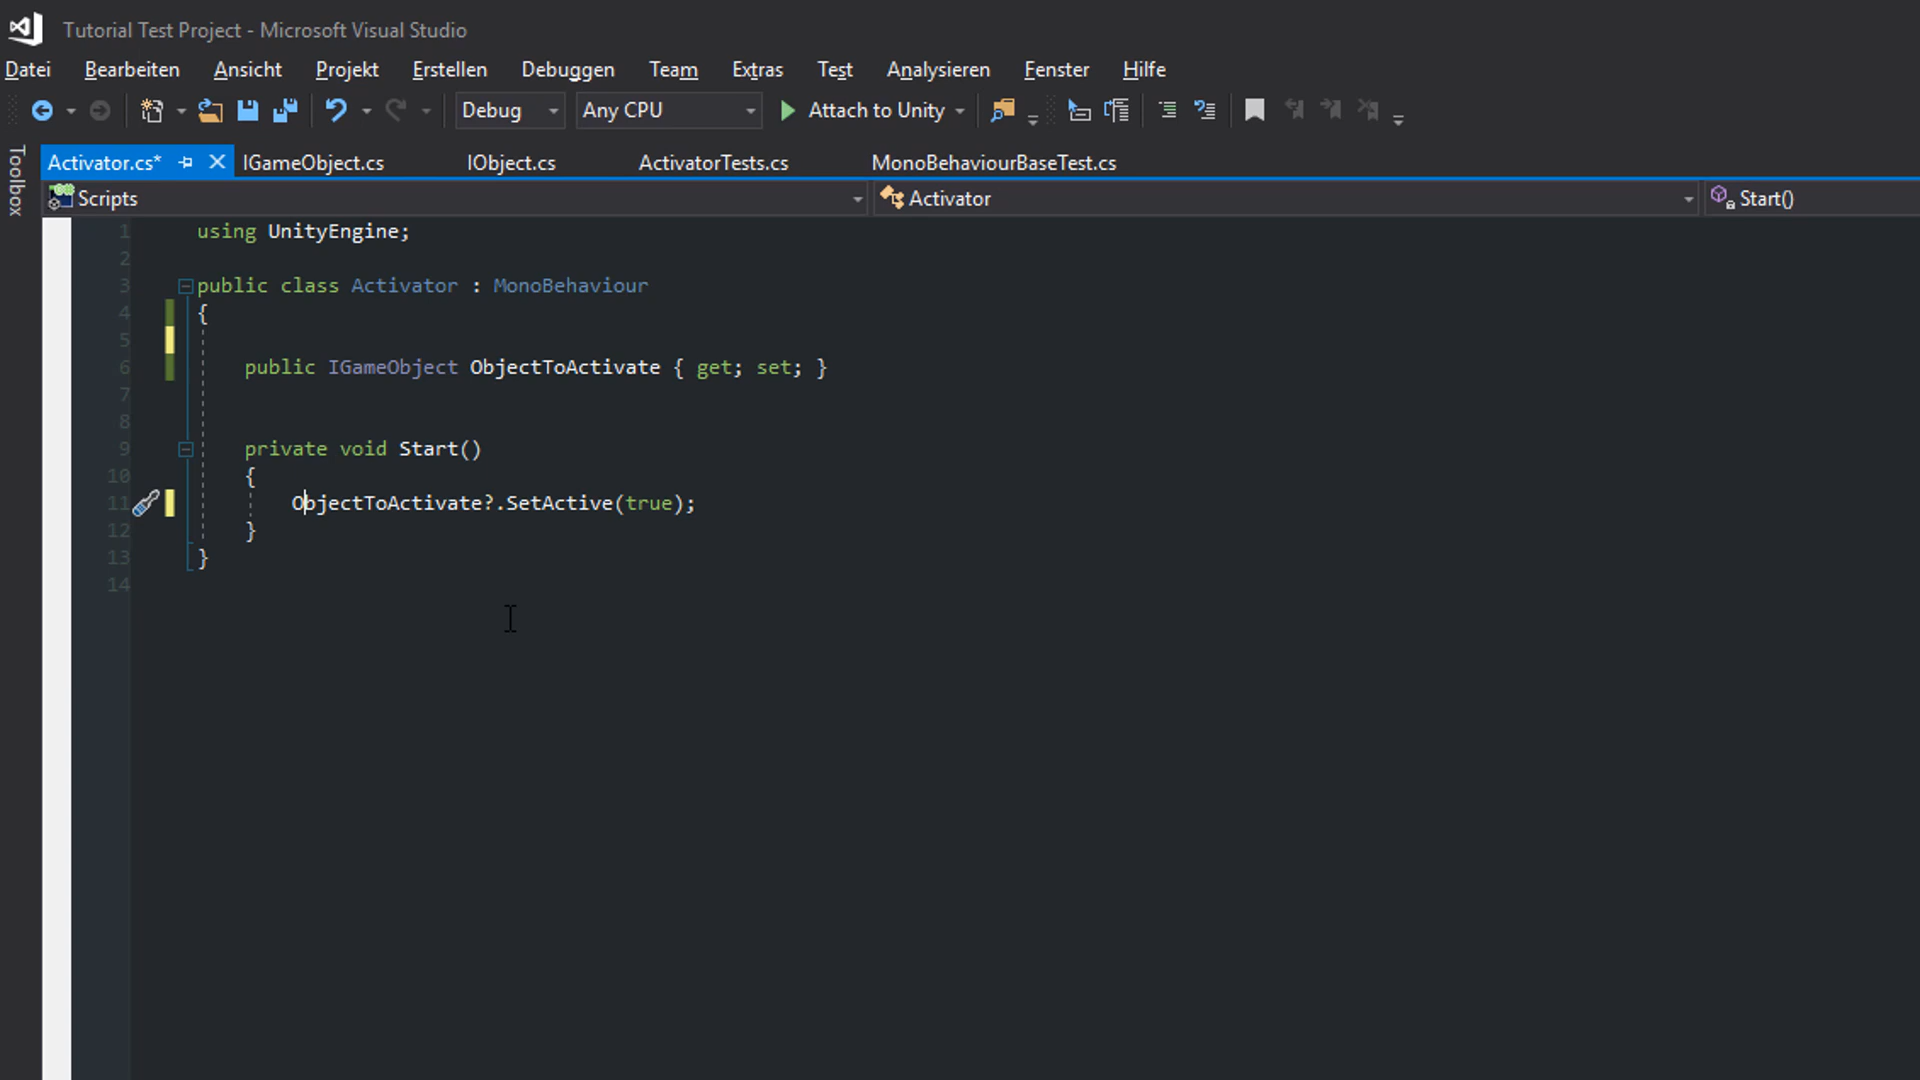 Tutorial Test Project - Microsoft Visual Studio
Datei Bearbeiten Ansicht Projekt Erstellen Debuggen Team Extras Test Analysieren Fenster Hilfe
Debug Any CPU Attach to Unity
Toolbox
Activator.cs* IGameObject.cs IObject.cs ActivatorTests.cs MonoBehaviourBaseTest.cs
Scripts Activator Start()
1 using UnityEngine;
2
3 public class Activator : MonoBehaviour
4 {
5
6 public IGameObject ObjectToActivate { get; set; }
7
8
9 private void Start()
10 {
11 ObjectToActivate?.SetActive(true);
12 }
13 }
14